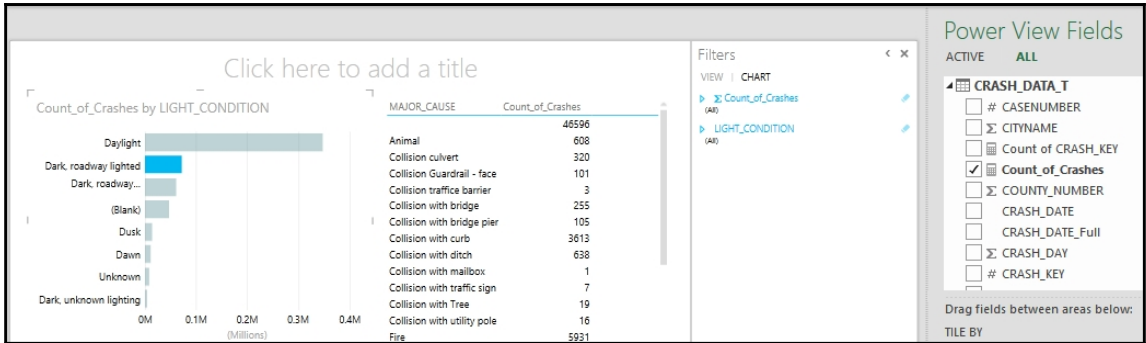 Click here to add a title
Count_of_Crashes by LIGHT_CONDITION
Daylight
Dark, roadway lighted
Dark, roadway...
(Blank)
Dusk
Dawn
Unknown
Dark, unknown lighting
0M 0.1M 0.2M 0.3M 0.4M
(Millions)
MAJOR_CAUSE Count_of_Crashes
46596
Animal 608
Collision culvert 320
Collision Guardrail - face 101
Collision traffice barrier 3
Collision with bridge 255
Collision with bridge pier 105
Collision with curb 3613
Collision with ditch 638
Collision with mailbox 1
Collision with traffic sign 7
Collision with Tree 19
Collision with utility pole 16
Fire 5931
Filters
VIEW | CHART
Σ Count_of_Crashes
(All)
LIGHT_CONDITION
(All)
Power View Fields
ACTIVE ALL
CRASH_DATA_T
# CASENUMBER
Σ CITYNAME
Count of CRASH_KEY
Count_of_Crashes
Σ COUNTY_NUMBER
CRASH_DATE
CRASH_DATE_Full
Σ CRASH_DAY
# CRASH_KEY
Drag fields between areas below:
TILE BY